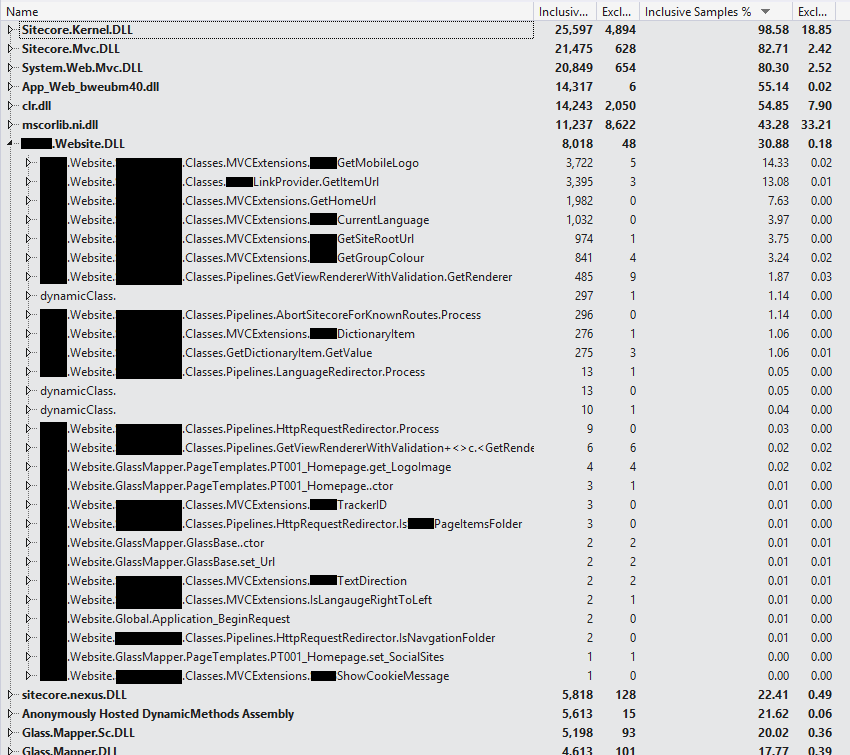 Name Inclusiv... Excl... Inclusive Samples % Excl...
Sitecore.Kernel.DLL 25,597 4,894 98.58 18.85
Sitecore.Mvc.DLL 21,475 628 82.71 2.42
System.Web.Mvc.DLL 20,849 654 80.30 2.52
App_Web_bweubm40.dll 14,317 6 55.14 0.02
clr.dll 14,243 2,050 54.85 7.90
mscorlib.ni.dll 11,237 8,622 43.28 33.21
.Website.DLL 8,018 48 30.88 0.18
.Website. .Classes.MVCExtensions. GetMobileLogo 3,722 5 14.33 0.02
.Website. .Classes. LinkProvider.GetItemUrl 3,395 3 13.08 0.01
.Website. .Classes.MVCExtensions.GetHomeUrl 1,982 0 7.63 0.00
.Website. .Classes.MVCExtensions. CurrentLanguage 1,032 0 3.97 0.00
.Website. .Classes.MVCExtensions. GetSiteRootUrl 974 1 3.75 0.00
.Website. .Classes.MVCExtensions. GetGroupColour 841 4 3.24 0.02
.Website. .Classes.Pipelines.GetViewRendererWithValidation.GetRenderer 485 9 1.87 0.03
dynamicClass. 297 1 1.14 0.00
.Website. .Classes.Pipelines.AbortSitecoreForKnownRoutes.Process 296 0 1.14 0.00
.Website. .Classes.MVCExtensions. DictionaryItem 276 1 1.06 0.00
.Website. .Classes.GetDictionaryItem.GetValue 275 3 1.06 0.01
.Website. .Classes.Pipelines.LanguageRedirector.Process 13 1 0.05 0.00
dynamicClass. 13 0 0.05 0.00
dynamicClass. 10 1 0.04 0.00
.Website. .Classes.Pipelines.HttpRequestRedirector.Process 9 0 0.03 0.00
.Website. .Classes.Pipelines.GetViewRendererWithValidation+<>c.<GetRende 6 6 0.02 0.02
.Website.GlassMapper.PageTemplates.PT001_Homepage.get_LogoImage 4 4 0.02 0.02
.Website.GlassMapper.PageTemplates.PT001_Homepage..ctor 3 1 0.01 0.00
.Website. .Classes.MVCExtensions. TrackerID 3 0 0.01 0.00
.Website. .Classes.Pipelines.HttpRequestRedirector.Is PageItemsFolder 3 0 0.01 0.00
.Website.GlassMapper.GlassBase..ctor 2 2 0.01 0.01
.Website.GlassMapper.GlassBase.set_Url 2 2 0.01 0.01
.Website. .Classes.MVCExtensions. TextDirection 2 2 0.01 0.01
.Website. .Classes.MVCExtensions.IsLangaugeRightToLeft 2 1 0.01 0.00
.Website.Global.Application_BeginRequest 2 0 0.01 0.00
.Website. .Classes.Pipelines.HttpRequestRedirector.IsNavgationFolder 2 0 0.01 0.00
.Website.GlassMapper.PageTemplates.PT001_Homepage.set_SocialSites 1 1 0.00 0.00
.Website. .Classes.MVCExtensions. ShowCookieMessage 1 0 0.00 0.00
sitecore.nexus.DLL 5,818 128 22.41 0.49
Anonymously Hosted DynamicMethods Assembly 5,613 15 21.62 0.06
Glass.Mapper.Sc.DLL 5,198 93 20.02 0.36
Glass.Mapper.DLL 4,613 101 17.77 0.39